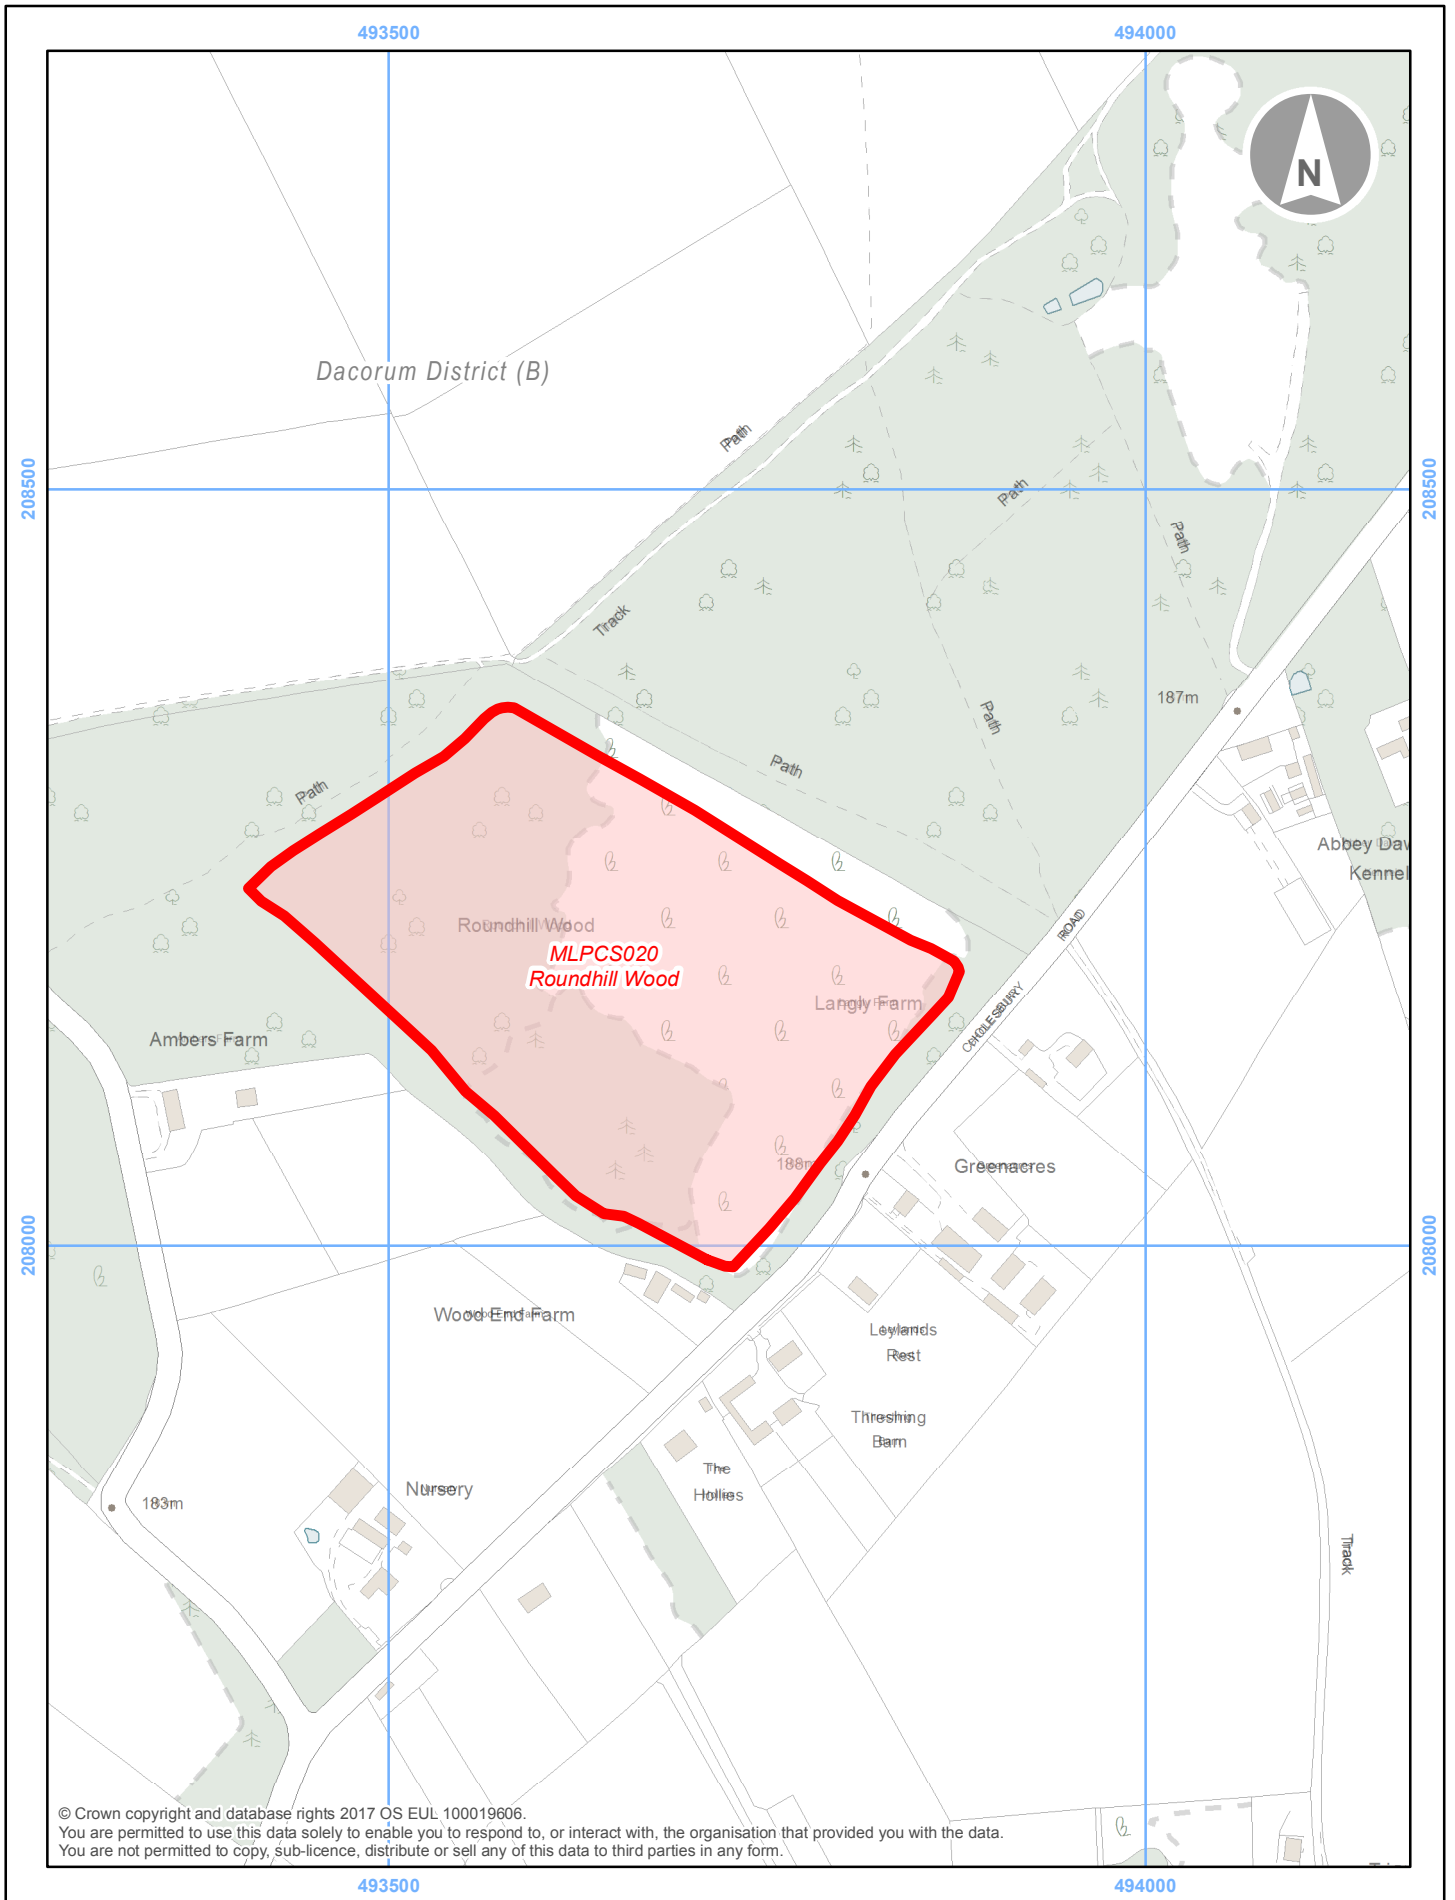 493500
494000
N
Dacorum District (B)
Path
208500
208500
Path
Path
Track
187m
Path
Path
Path
Abbey Daw
Kennel
Roundhill Wood
ROAD
MLPCS020
Roundhill Wood
Langly Farm
CHOLESBURY
Ambers Farm
188m
Greenacres
208000
208000
Wood End Farm
Leylands
Rest
Threshing
Barn
The
Hollies
Nursery
183m
Track
© Crown copyright and database rights 2017 OS EUL 100019606.
You are permitted to use this data solely to enable you to respond to, or interact with, the organisation that provided you with the data.
You are not permitted to copy, sub-licence, distribute or sell any of this data to third parties in any form.
493500
494000